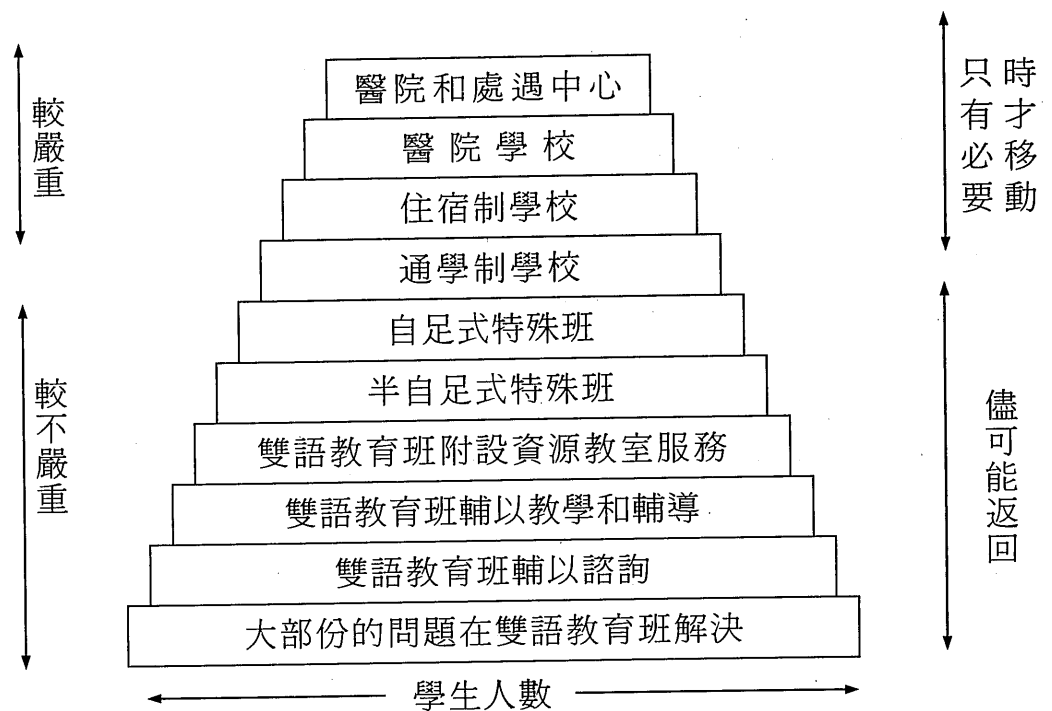 醫院和處遇中心
醫院學校
住宿制學校
通學制學校
自足式特殊班
半自足式特殊班
雙語教育班附設資源教室服務
雙語教育班輔以教學和輔導
雙語教育班輔以諮詢
大部份的問題在雙語教育班解決
學生人數
較嚴重
較不嚴重
只有必要
時才移動
儘可能返回